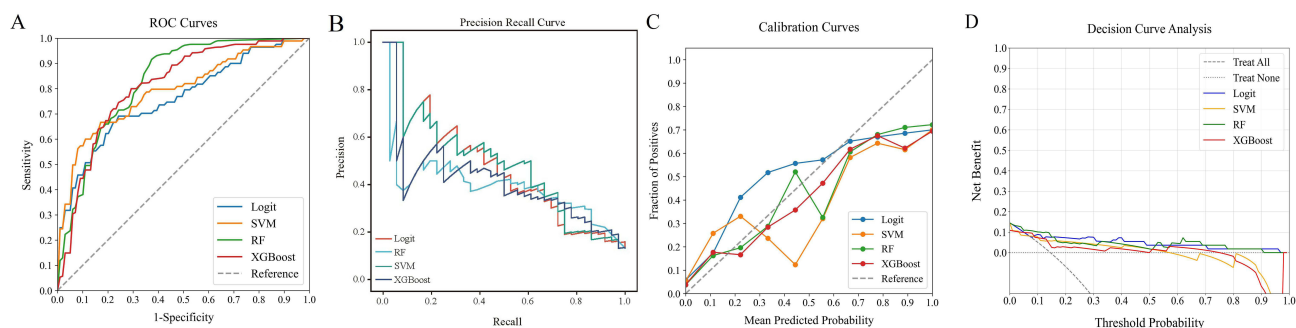 A
ROC Curves
1.0
0.9
0.8
0.7
0.6
0.5
0.4
0.3
0.2
0.1
0.0
Sensitivity
0.0 0.1 0.2 0.3 0.4 0.5 0.6 0.7 0.8 0.9 1.0
1-Specificity
Logit
SVM
RF
XGBoost
Reference
B
Precision Recall Curve
1.0
0.8
0.6
0.4
0.2
Precision
0.0 0.2 0.4 0.6 0.8 1.0
Recall
Logit
RF
SVM
XGBoost
C
Calibration Curves
1.0
0.9
0.8
0.7
0.6
0.5
0.4
0.3
0.2
0.1
0.0
Fraction of Positives
0.0 0.1 0.2 0.3 0.4 0.5 0.6 0.7 0.8 0.9 1.0
Mean Predicted Probability
Logit
SVM
RF
XGBoost
Reference
D
Decision Curve Analysis
1.0
0.9
0.8
0.7
0.6
0.5
0.4
0.3
0.2
0.1
0.0
0.1
Net Benefit
0.0 0.1 0.2 0.3 0.4 0.5 0.6 0.7 0.8 0.9 1.0
Threshold Probability
Treat All
Treat None
Logit
SVM
RF
XGBoost